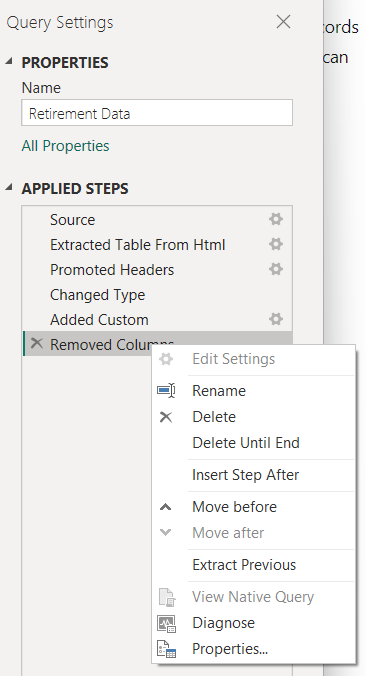 Query Settings
cords
can
PROPERTIES
Name
Retirement Data
All Properties
APPLIED STEPS
Source
Extracted Table From Html
Promoted Headers
Changed Type
Added Custom
Removed Columns
Edit Settings
Rename
Delete
Delete Until End
Insert Step After
Move before
Move after
Extract Previous
View Native Query
Diagnose
Properties...